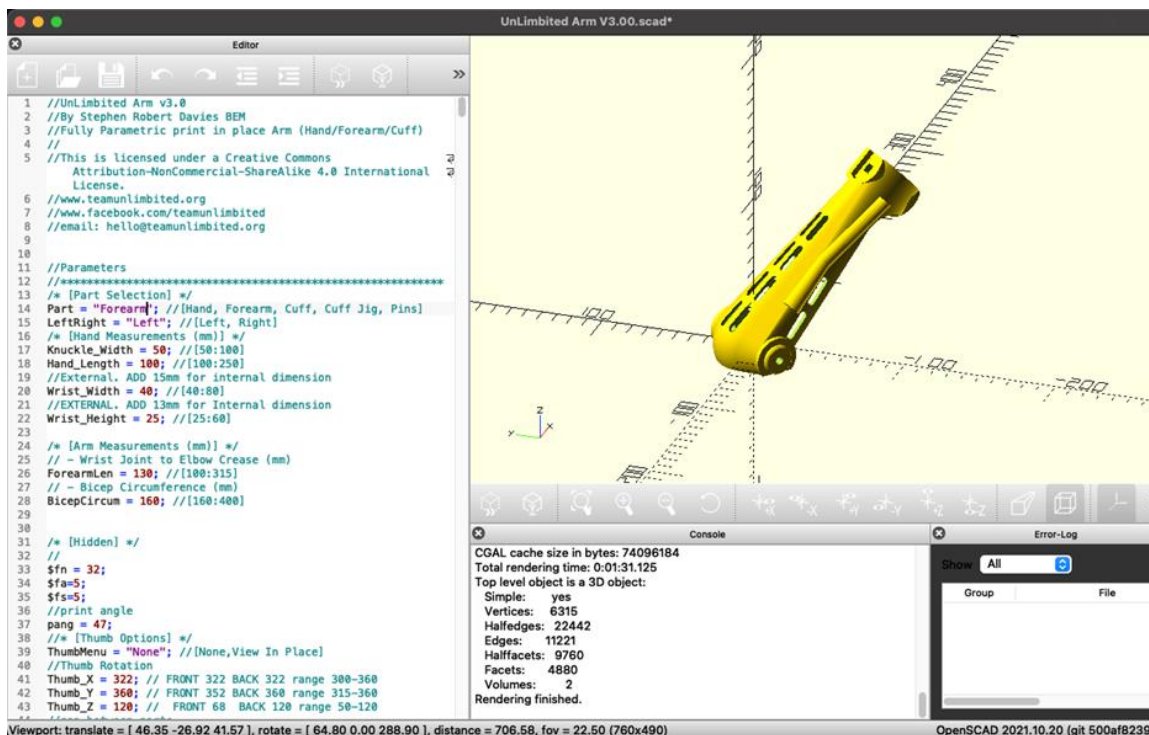 UnLimbited Arm V3.00.scad*
Editor
»
1 //UnLimbited Arm v3.0
2 //By Stephen Robert Davies BEM
3 //Fully Parametric print in place Arm (Hand/Forearm/Cuff)
4 //
5 //This is licensed under a Creative Commons
Attribution-NonCommercial-ShareAlike 4.0 International
License.
6 //www.teamunlimbited.org
7 //www.facebook.com/teamunlimbited
8 //email: hello@teamunlimbited.org
9
10
11 //Parameters
12 //**********************************************************
13 /* [Part Selection] */
14 Part = "Forearm"; //[Hand, Forearm, Cuff, Cuff Jig, Pins]
15 LeftRight = "Left"; //[Left, Right]
16 /* [Hand Measurements (mm)] */
17 Knuckle_Width = 50; //[50:100]
18 Hand_Length = 100; //[100:250]
19 //External. ADD 15mm for internal dimension
20 Wrist_Width = 40; //[40:80]
21 //EXTERNAL. ADD 13mm for Internal dimension
22 Wrist_Height = 25; //[25:60]
23
24 /* [Arm Measurements (mm)] */
25 // - Wrist Joint to Elbow Crease (mm)
26 ForearmLen = 130; //[100:315]
27 // - Bicep Circumference (mm)
28 BicepCircum = 160; //[160:400]
29
30
31 /* [Hidden] */
32 //
33 $fn = 32;
34 $fa=5;
35 $fs=5;
36 //print angle
37 pang = 47;
38 //* [Thumb Options] */
39 ThumbMenu = "None"; //[None,View In Place]
40 //Thumb Rotation
41 Thumb_X = 322; // FRONT 322 BACK 322 range 300-360
42 Thumb_Y = 360; // FRONT 352 BACK 360 range 315-360
43 Thumb_Z = 120; // FRONT 68 BACK 120 range 50-120
100
-100
-200
z
y
x
Console
CGAL cache size in bytes: 74096184
Total rendering time: 0:01:31.125
Top level object is a 3D object:
Simple: yes
Vertices: 6315
Halfedges: 22442
Edges: 11221
Halffacets: 9760
Facets: 4880
Volumes: 2
Rendering finished.
Error-Log
Show All
Group File
Viewport: translate = [ 46.35 -26.92 41.57 ], rotate = [ 64.80 0.00 288.90 ], distance = 706.58, fov = 22.50 (760x490)
OpenSCAD 2021.10.20 (git 500af8239